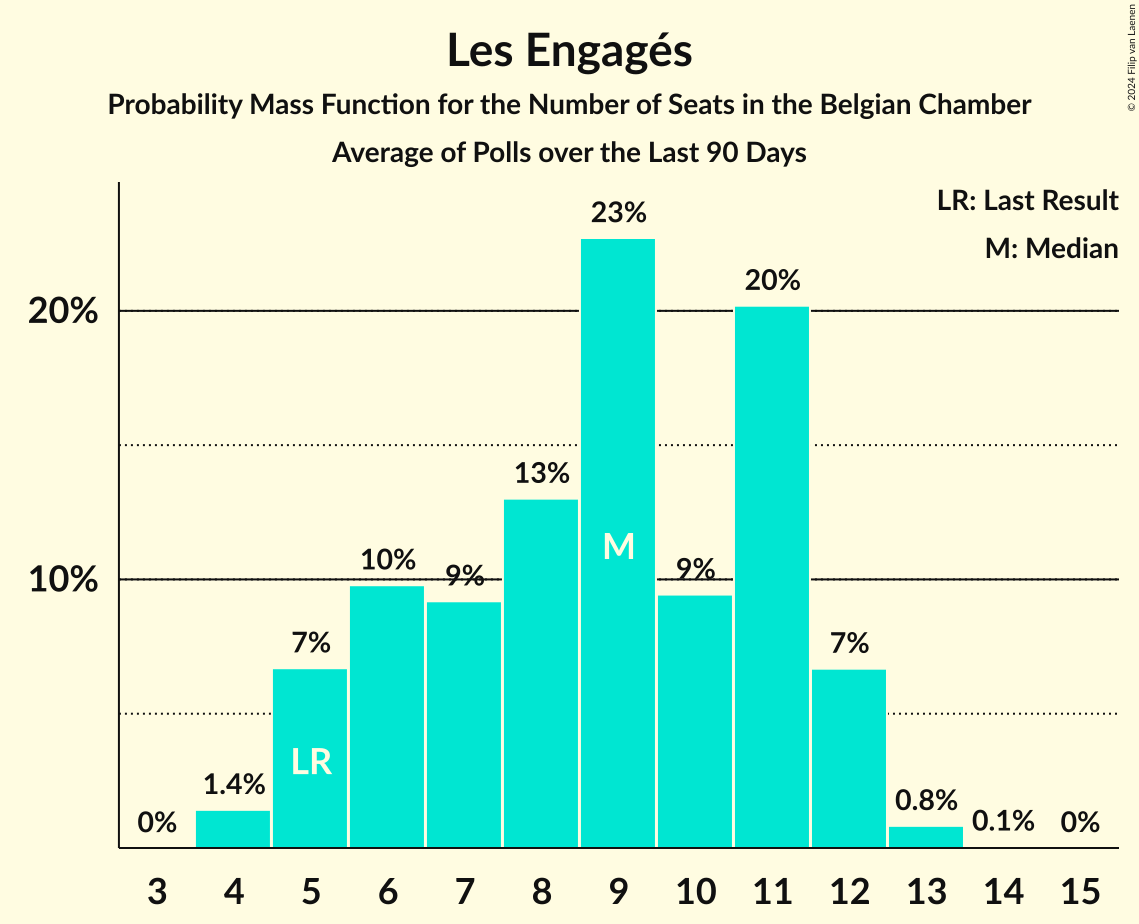 Les Engagés
Probability Mass Function for the Number of Seats in the Belgian Chamber
Average of Polls over the Last 90 Days
© 2024 Filip van Laenen
LR: Last Result
M: Median
23%
20%
20%
13%
M
10%
9%
9%
10%
7%
7%
LR
1.4%
0.8%
0%
0.1%
0%
3 4 5 6 7 8 9 10 11 12 13 14 15